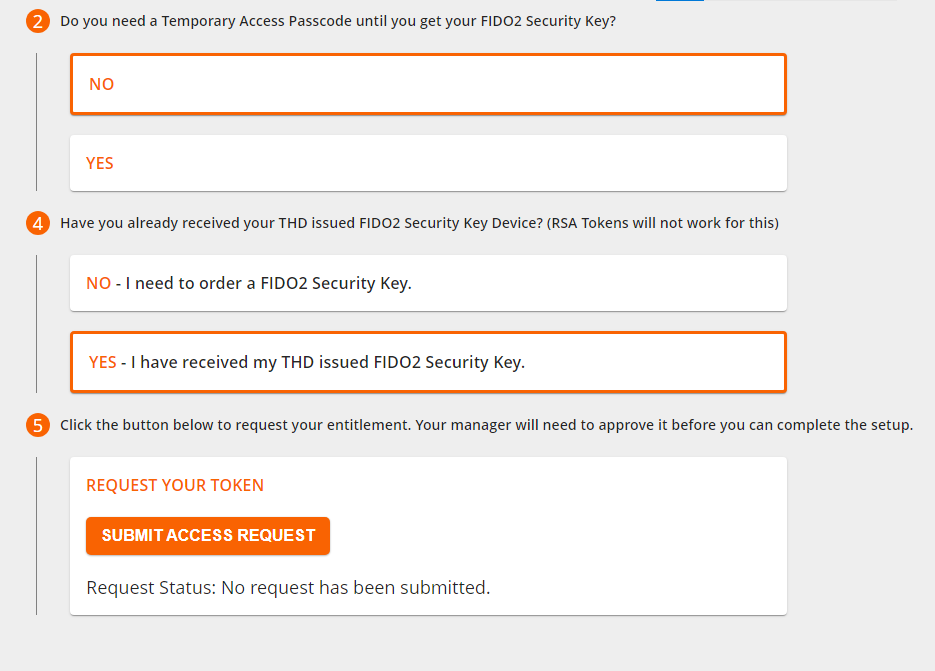 2 Do you need a Temporary Access Passcode until you get your FIDO2 Security Key?
NO
YES
4 Have you already received your THD issued FIDO2 Security Key Device? (RSA Tokens will not work for this)
NO - I need to order a FIDO2 Security Key.
YES - I have received my THD issued FIDO2 Security Key.
5 Click the button below to request your entitlement. Your manager will need to approve it before you can complete the setup.
REQUEST YOUR TOKEN
SUBMIT ACCESS REQUEST
Request Status: No request has been submitted.